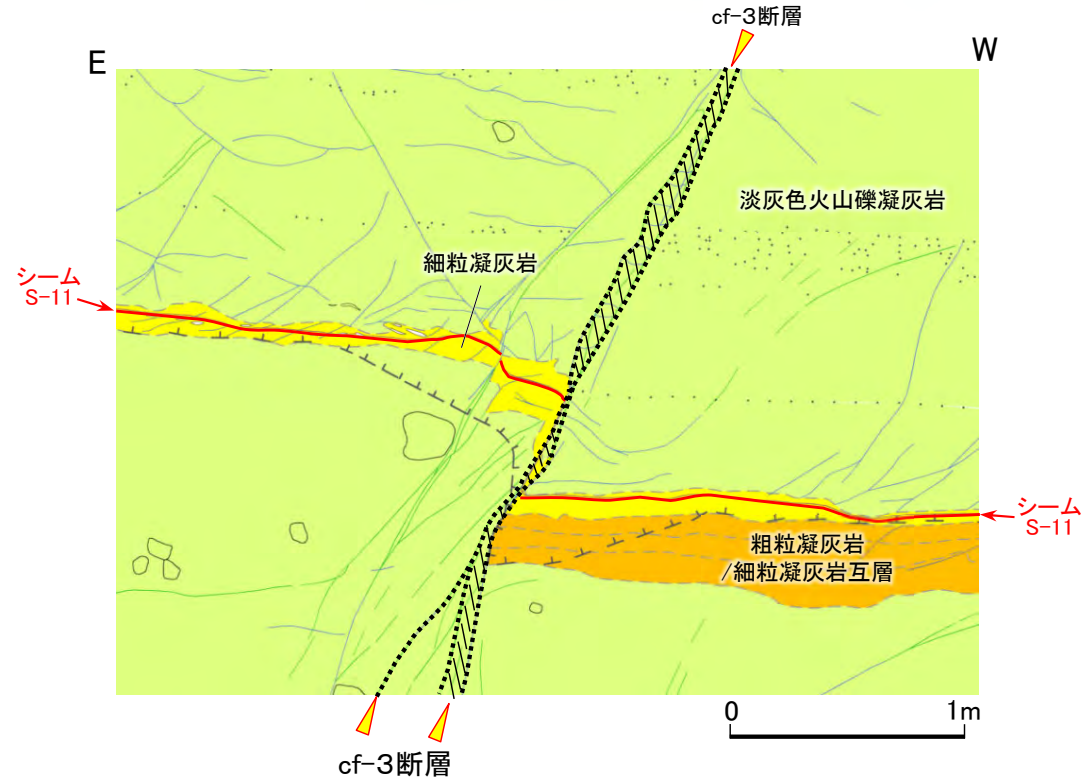 cf-3断層
E
W
淡灰色火山礫凝灰岩
細粒凝灰岩
シーム
S-11
シーム
S-11
粗粒凝灰岩
/細粒凝灰岩互層
0
1m
cf-3断層